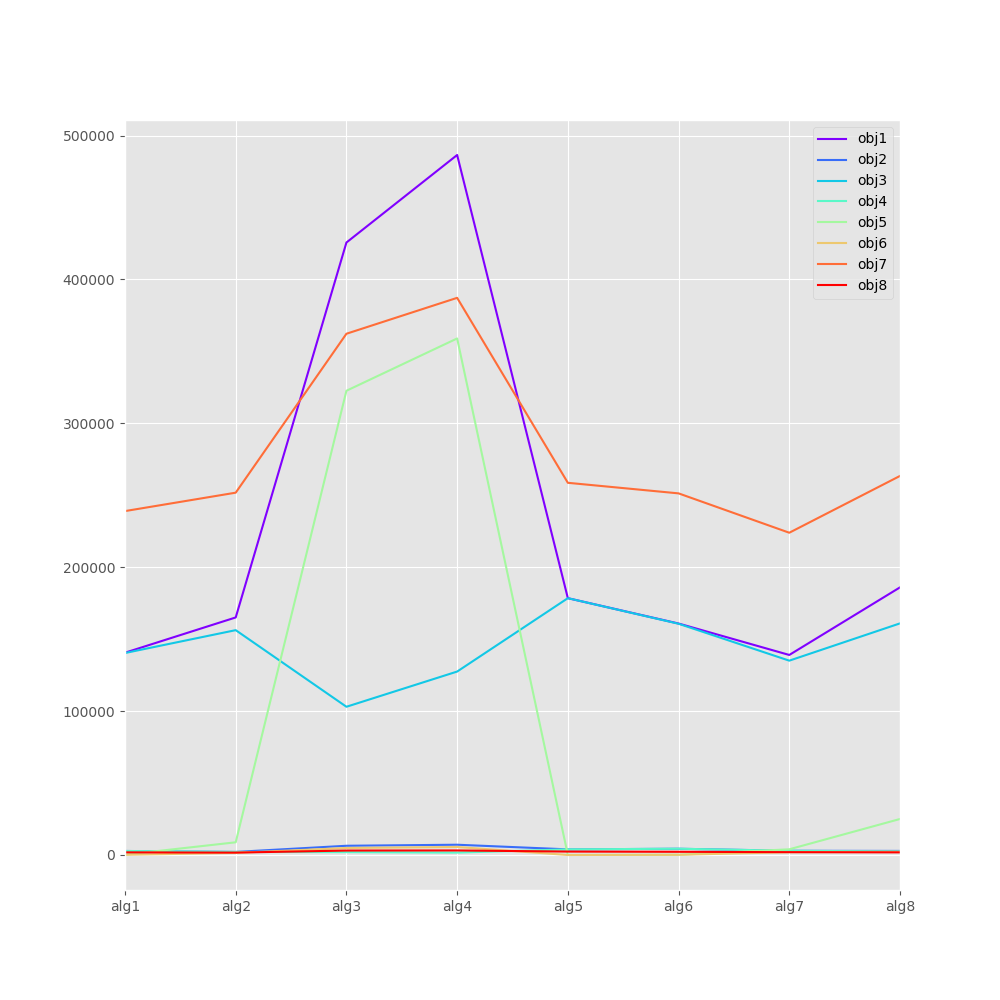 500000
400000
300000
200000
100000
0
alg1 alg2 alg3 alg4 alg5 alg6 alg7 alg8
obj1
obj2
obj3
obj4
obj5
obj6
obj7
obj8